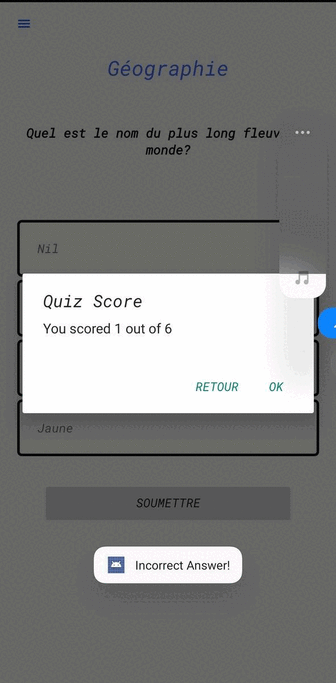 Géographie
Quel est le nom du plus long fleuv
monde?
Nil
Quiz Score
You scored 1 out of 6
RETOUR OK
Jaune
SOUMETTRE
Incorrect Answer!